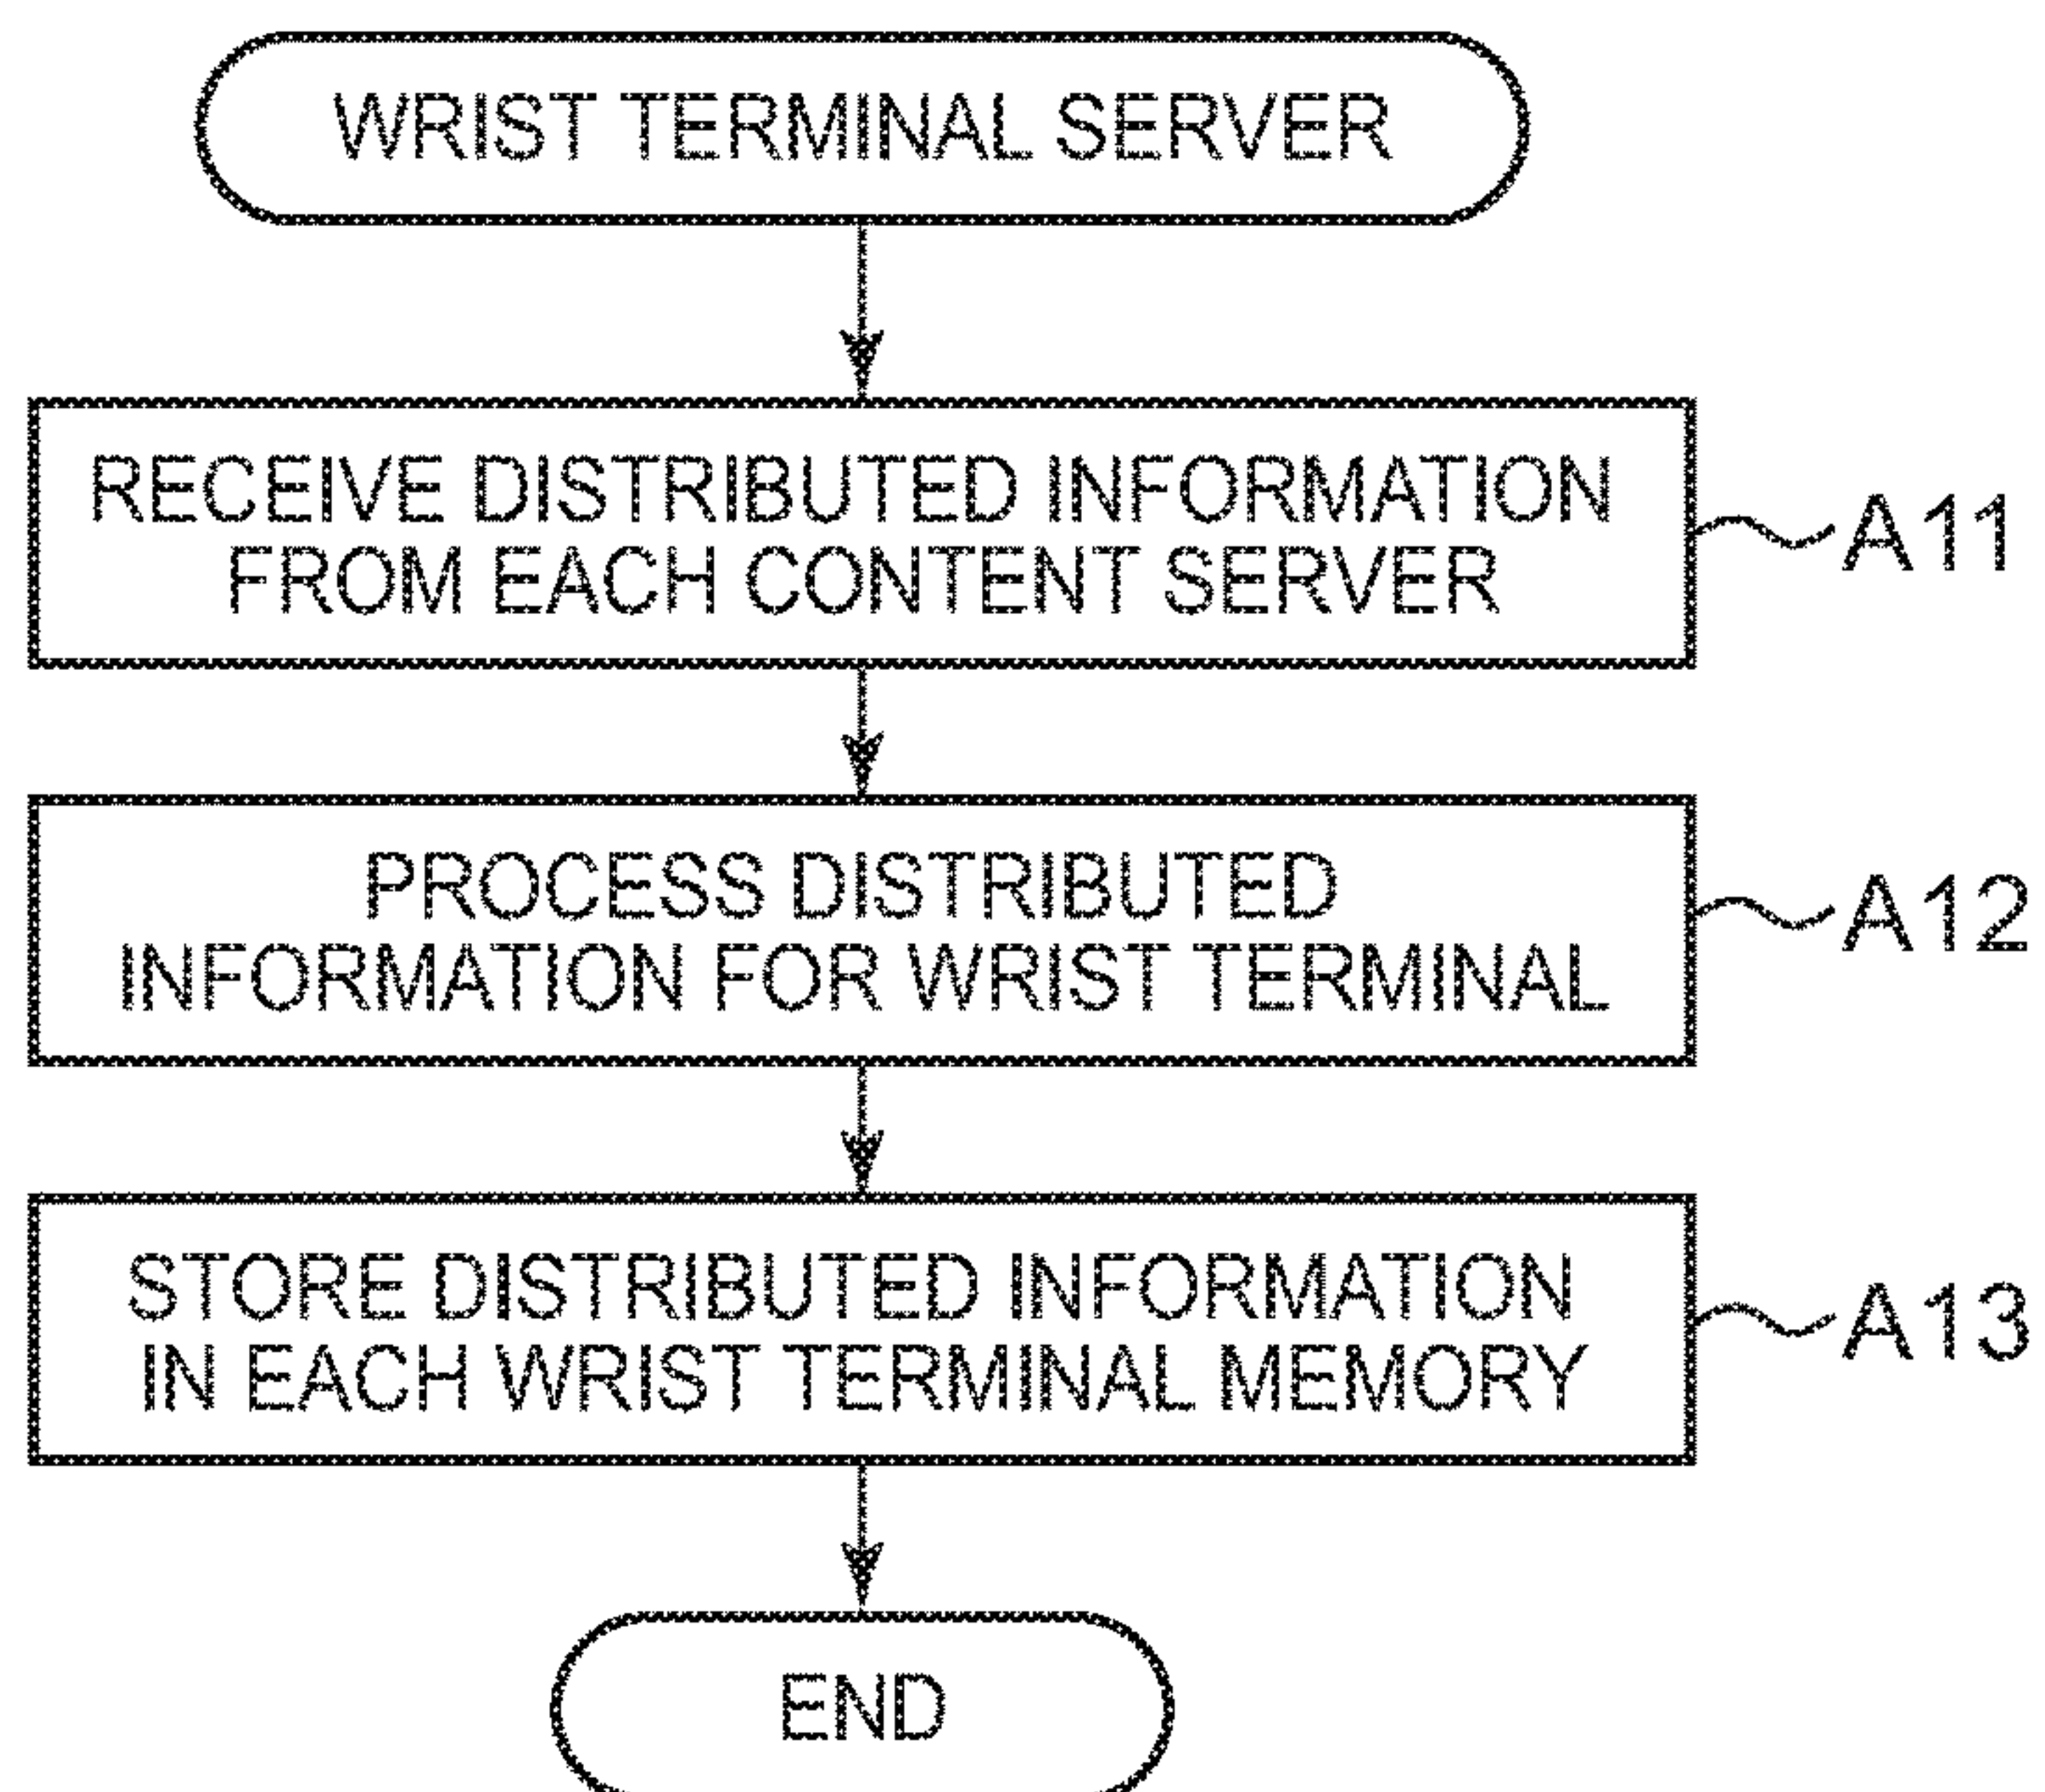 WRIST TERMINAL SERVER
RECEIVE DISTRIBUTED INFORMATION
FROM EACH CONTENT SERVER
A11
PROCESS DISTRIBUTED
INFORMATION FOR WRIST TERMINAL
A12
STORE DISTRIBUTED INFORMATION
IN EACH WRIST TERMINAL MEMORY
A13
END